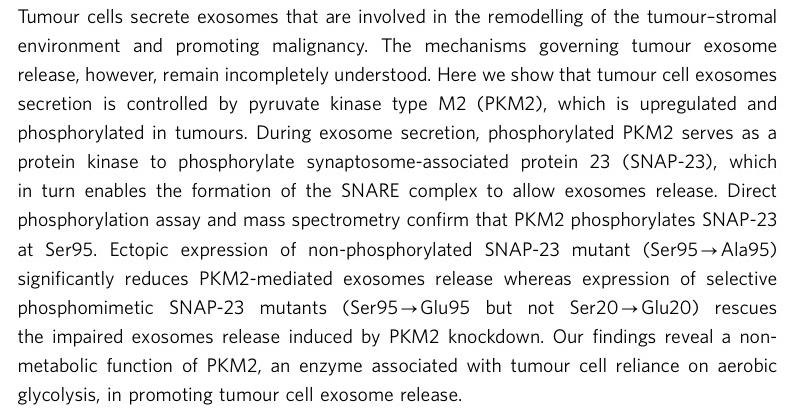 Tumour cells secrete exosomes that are involved in the remodelling of the tumour–stromal
environment and promoting malignancy. The mechanisms governing tumour exosome
release, however, remain incompletely understood. Here we show that tumour cell exosomes
secretion is controlled by pyruvate kinase type M2 (PKM2), which is upregulated and
phosphorylated in tumours. During exosome secretion, phosphorylated PKM2 serves as a
protein kinase to phosphorylate synaptosome-associated protein 23 (SNAP-23), which
in turn enables the formation of the SNARE complex to allow exosomes release. Direct
phosphorylation assay and mass spectrometry confirm that PKM2 phosphorylates SNAP-23
at Ser95. Ectopic expression of non-phosphorylated SNAP-23 mutant (Ser95→Ala95)
significantly reduces PKM2-mediated exosomes release whereas expression of selective
phosphomimetic SNAP-23 mutants (Ser95→Glu95 but not Ser20→Glu20) rescues
the impaired exosomes release induced by PKM2 knockdown. Our findings reveal a non-
metabolic function of PKM2, an enzyme associated with tumour cell reliance on aerobic
glycolysis, in promoting tumour cell exosome release.